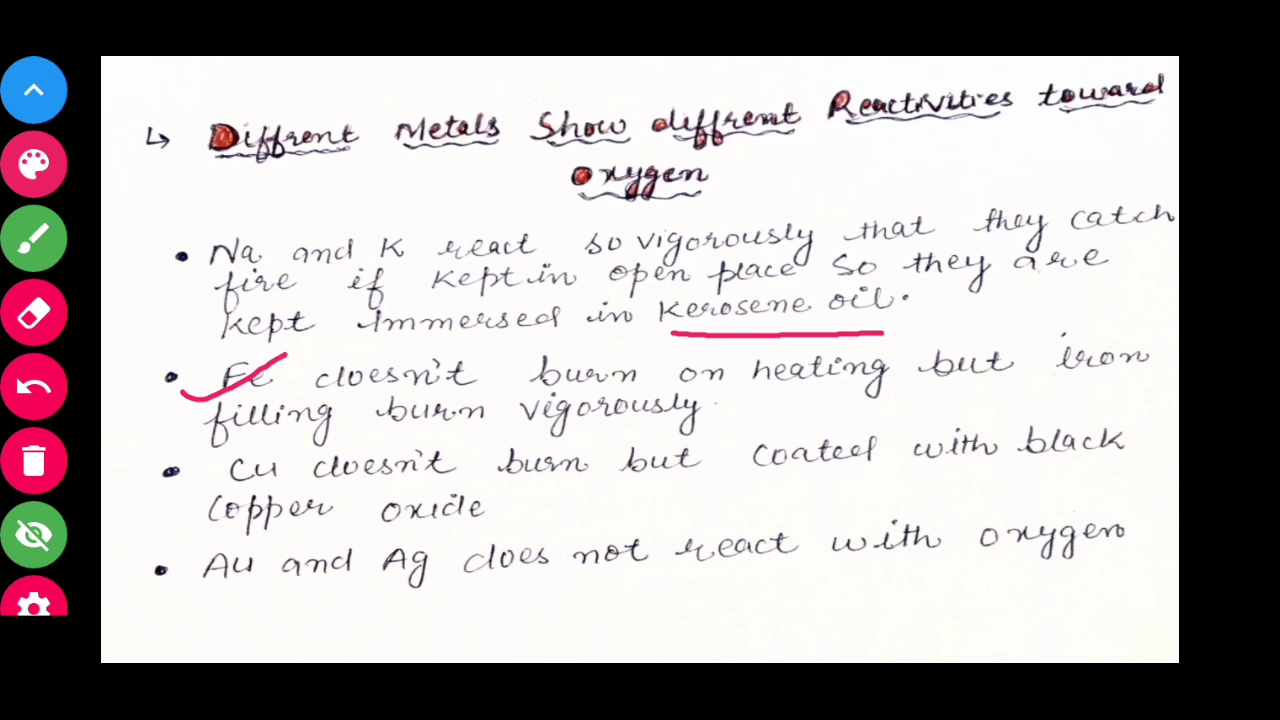 ↳ Diffrent Metals Show diffrent Reactivities toward
Oxygen
• Na and K react so vigorously that they catch
fire if kept in open place so they are
kept immersed in kerosene oil.
• Fe doesn't burn on heating but iron
filling burn vigorously.
• Cu doesn't burn but coated with black
Copper oxide
• Au and Ag does not react with oxygen